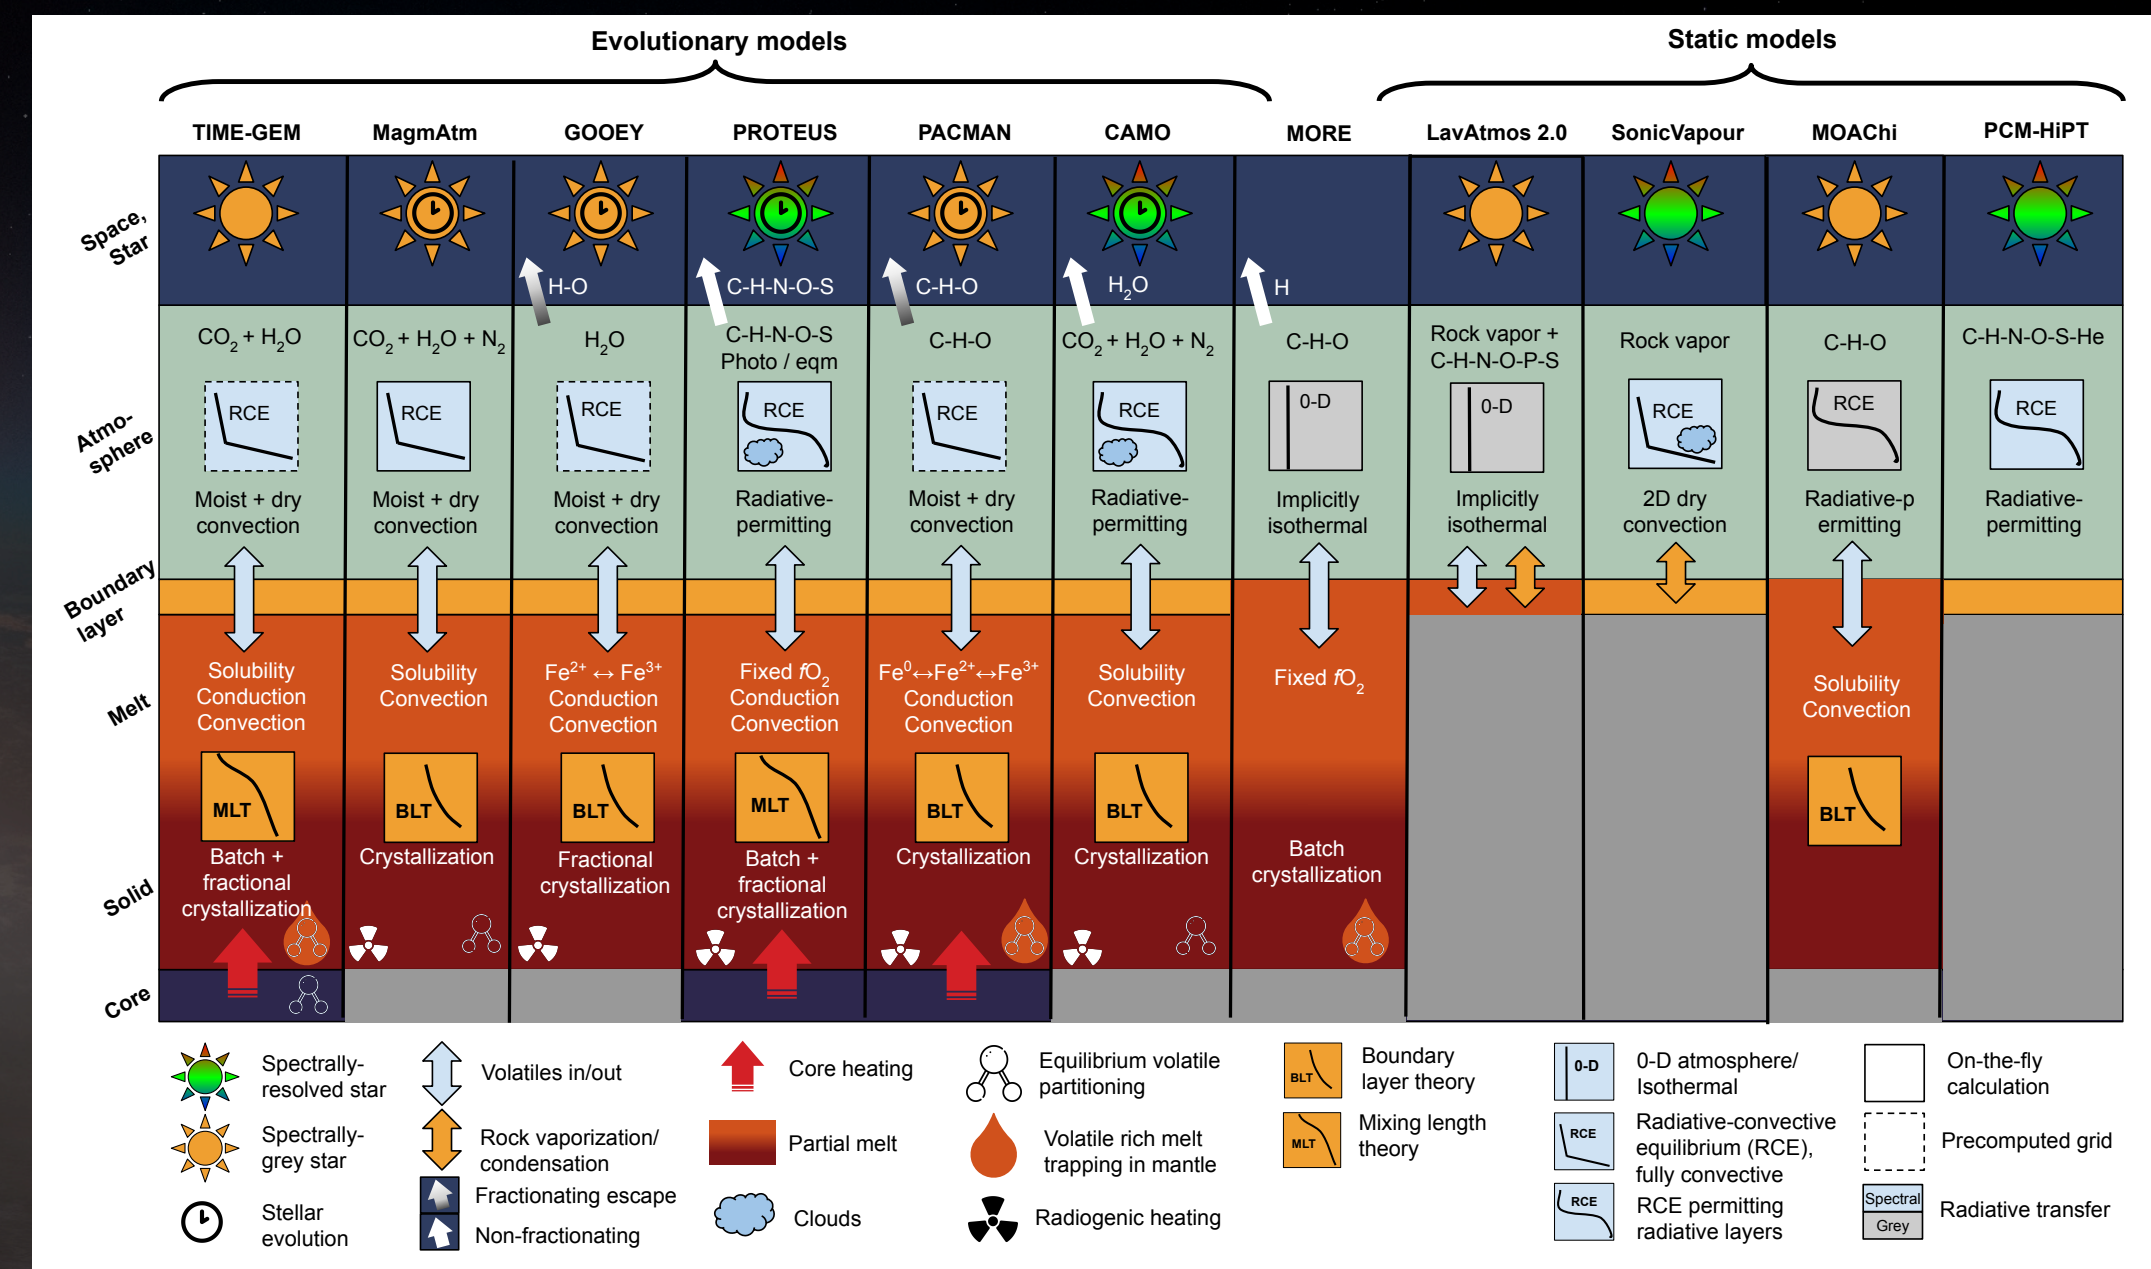 Evolutionary models
Static models
TIME-GEM
MagmAtm
GOOEY
PROTEUS
PACMAN
CAMO
MORE
LavAtmos 2.0
SonicVapour
MOAChi
PCM-HiPT
Space,
Star
H-O
C-H-N-O-S
C-H-O
H₂O
H
Atmo-
sphere
CO₂ + H₂O
CO₂ + H₂O + N₂
H₂O
C-H-N-O-S
Photo / eqm
C-H-O
CO₂ + H₂O + N₂
C-H-O
Rock vapor +
C-H-N-O-P-S
Rock vapor
C-H-O
C-H-N-O-S-He
RCE
RCE
RCE
RCE
RCE
RCE
0-D
0-D
RCE
RCE
RCE
Moist + dry
convection
Moist + dry
convection
Moist + dry
convection
Radiative-
permitting
Moist + dry
convection
Radiative-
permitting
Implicitly
isothermal
Implicitly
isothermal
2D dry
convection
Radiative-p
ermitting
Radiative-
permitting
Boundary
layer
Melt
Solubility
Conduction
Convection
Solubility
Convection
Fe²⁺ ↔ Fe³⁺
Conduction
Convection
Fixed fO₂
Conduction
Convection
Fe⁰↔Fe²⁺↔Fe³⁺
Conduction
Convection
Solubility
Convection
Fixed fO₂
Solubility
Convection
MLT
BLT
BLT
MLT
BLT
BLT
BLT
Solid
Batch +
fractional
crystallization
Crystallization
Fractional
crystallization
Batch +
fractional
crystallization
Crystallization
Crystallization
Batch
crystallization
Core
Spectrally-
resolved star
Spectrally-
grey star
Stellar
evolution
Volatiles in/out
Rock vaporization/
condensation
Fractionating escape
Non-fractionating
Core heating
Partial melt
Clouds
Equilibrium volatile
partitioning
Volatile rich melt
trapping in mantle
Radiogenic heating
BLT
Boundary
layer theory
MLT
Mixing length
theory
0-D
0-D atmosphere/
Isothermal
RCE
Radiative-convective
equilibrium (RCE),
fully convective
RCE
RCE permitting
radiative layers
On-the-fly
calculation
Precomputed grid
Spectral
Grey
Radiative transfer